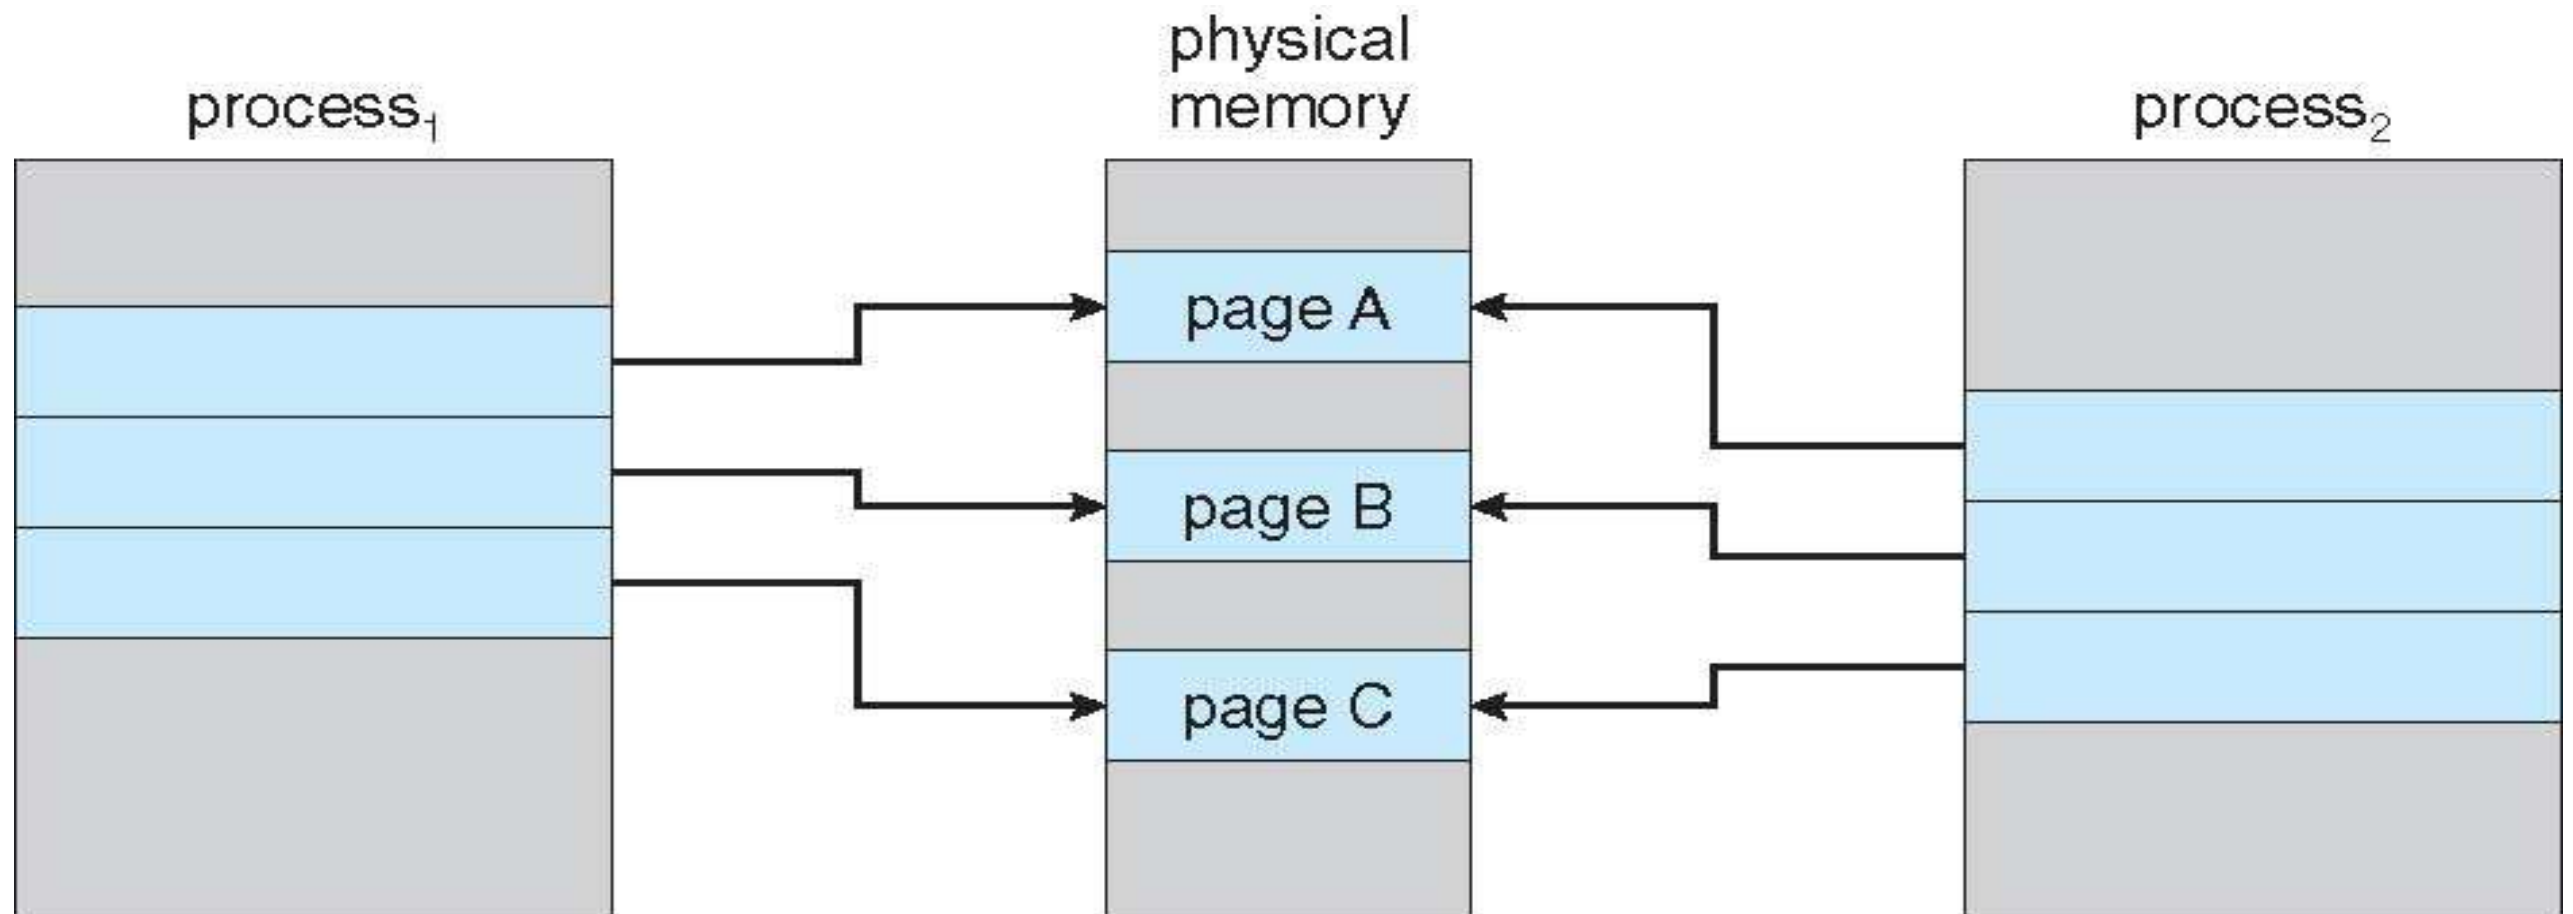 physical
memory
process₁
process₂
page A
page B
page C